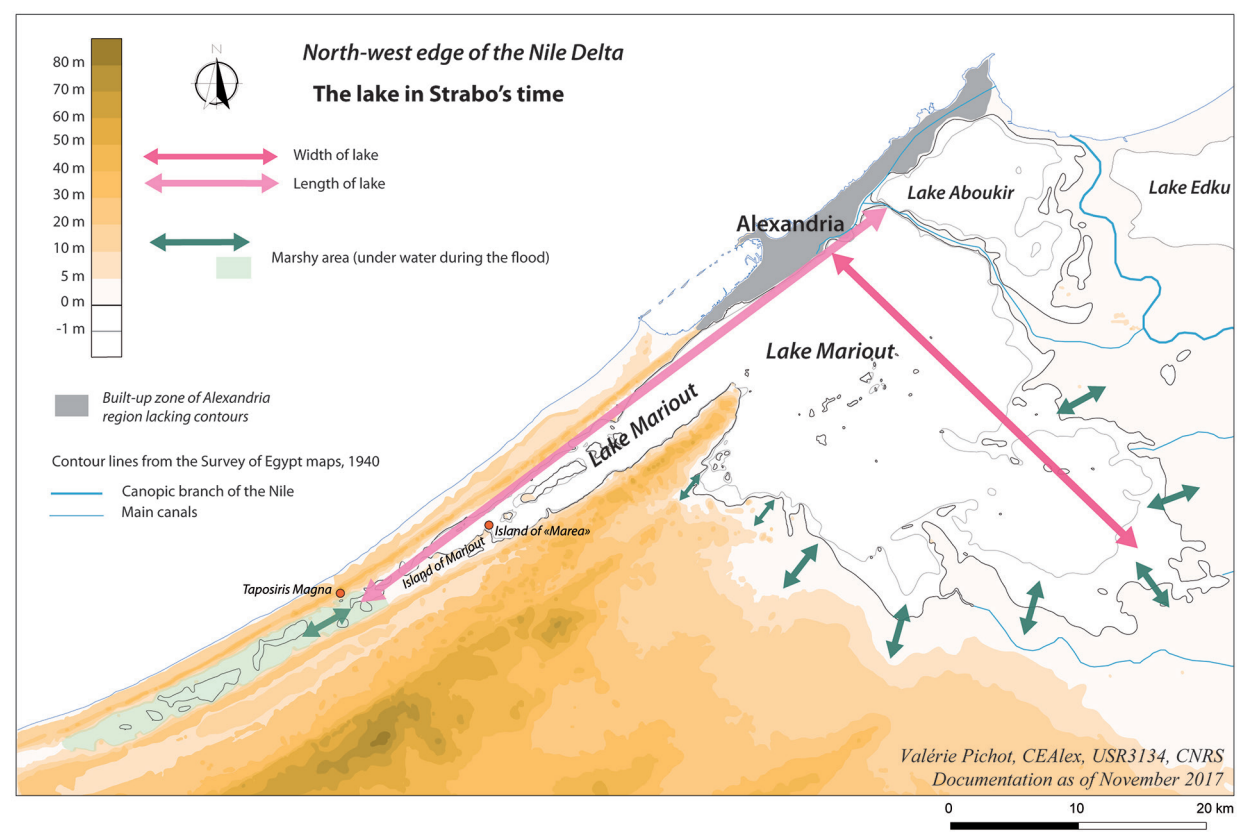 North-west edge of the Nile Delta
The lake in Strabo's time
N
80 m
70 m
60 m
50 m
40 m
30 m
20 m
10 m
5 m
0 m
-1 m
Width of lake
Length of lake
Marshy area (under water during the flood)
Built-up zone of Alexandria
region lacking contours
Contour lines from the Survey of Egypt maps, 1940
Canopic branch of the Nile
Main canals
Lake Aboukir
Lake Edku
Alexandria
Lake Mariout
Lake Mariout
Island of «Marea»
Island of Mariout
Taposiris Magna
Valérie Pichot, CEAlex, USR3134, CNRS
Documentation as of November 2017
0 10 20 km